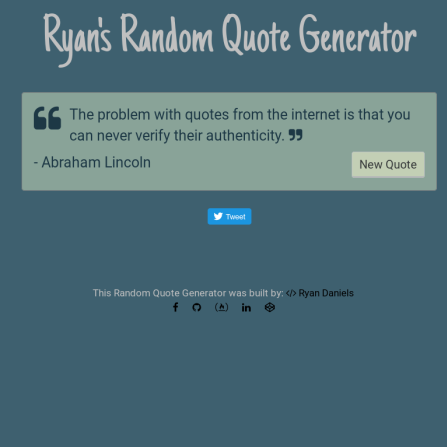 Ryan's Random Quote Generator
The problem with quotes from the internet is that you
can never verify their authenticity.
- Abraham Lincoln
New Quote
Tweet
This Random Quote Generator was built by: </> Ryan Daniels